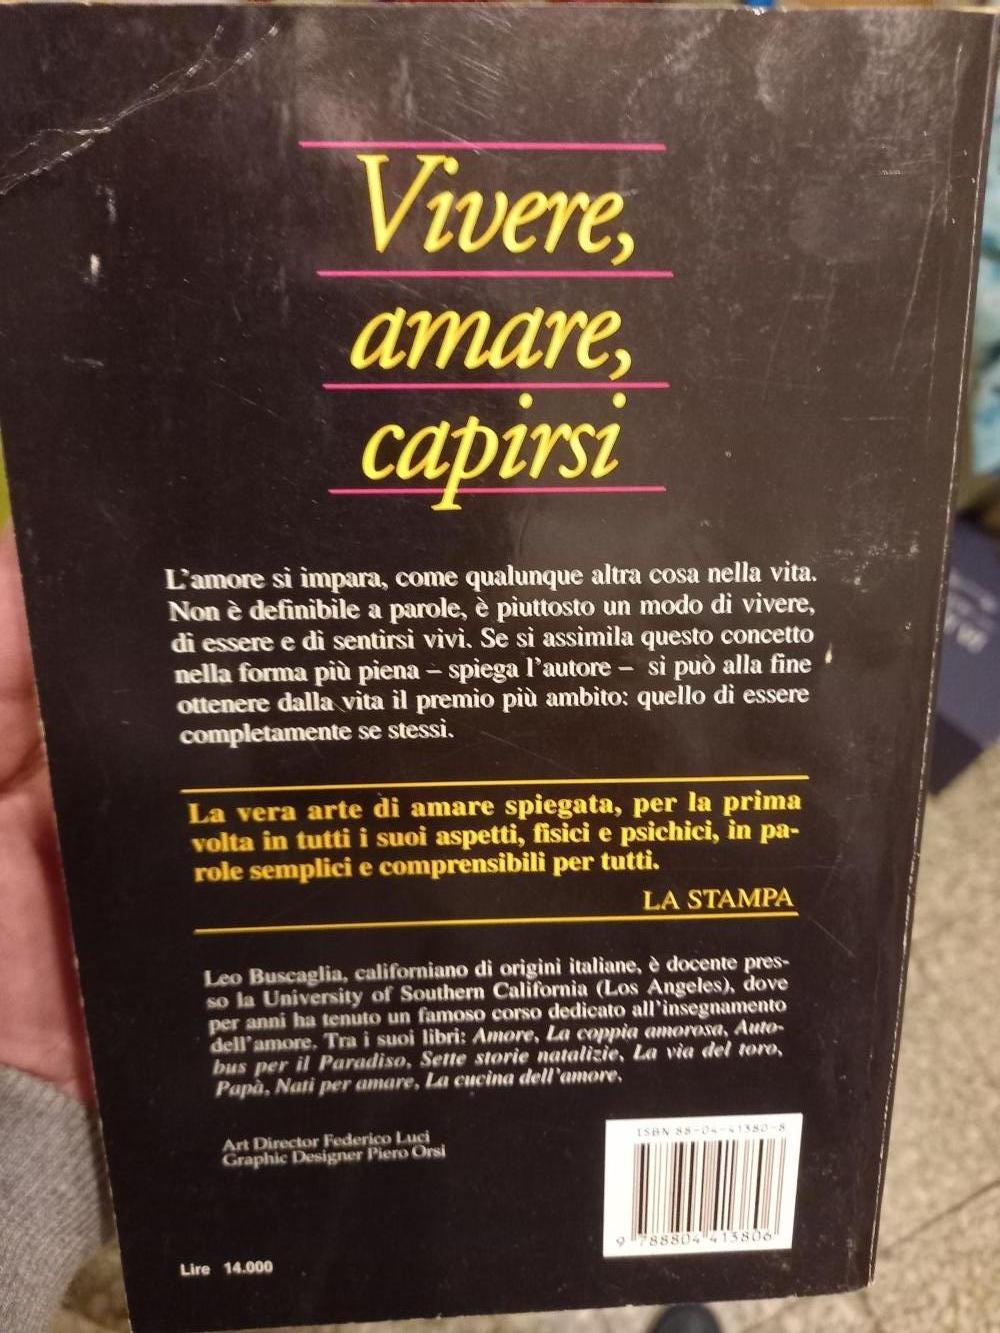 Vivere,
amare,
capirsi
L'amore si impara, come qualunque altra cosa nella vita.
Non è definibile a parole, è piuttosto un modo di vivere,
di essere e di sentirsi vivi. Se si assimila questo concetto
nella forma più piena – spiega l'autore – si può alla fine
ottenere dalla vita il premio più ambito: quello di essere
completamente se stessi.
La vera arte di amare spiegata, per la prima
volta in tutti i suoi aspetti, fisici e psichici, in pa-
role semplici e comprensibili per tutti.
LA STAMPA
Leo Buscaglia, californiano di origini italiane, è docente pres-
so la University of Southern California (Los Angeles), dove
per anni ha tenuto un famoso corso dedicato all'insegnamento
dell'amore. Tra i suoi libri: Amore, La coppia amorosa, Auto-
bus per il Paradiso, Sette storie natalizie, La via del toro,
Papà, Nati per amare, La cucina dell'amore.
Art Director Federico Luci
Graphic Designer Piero Orsi
ISBN 88-04-41380-8
9 788804 413806
Lire 14.000